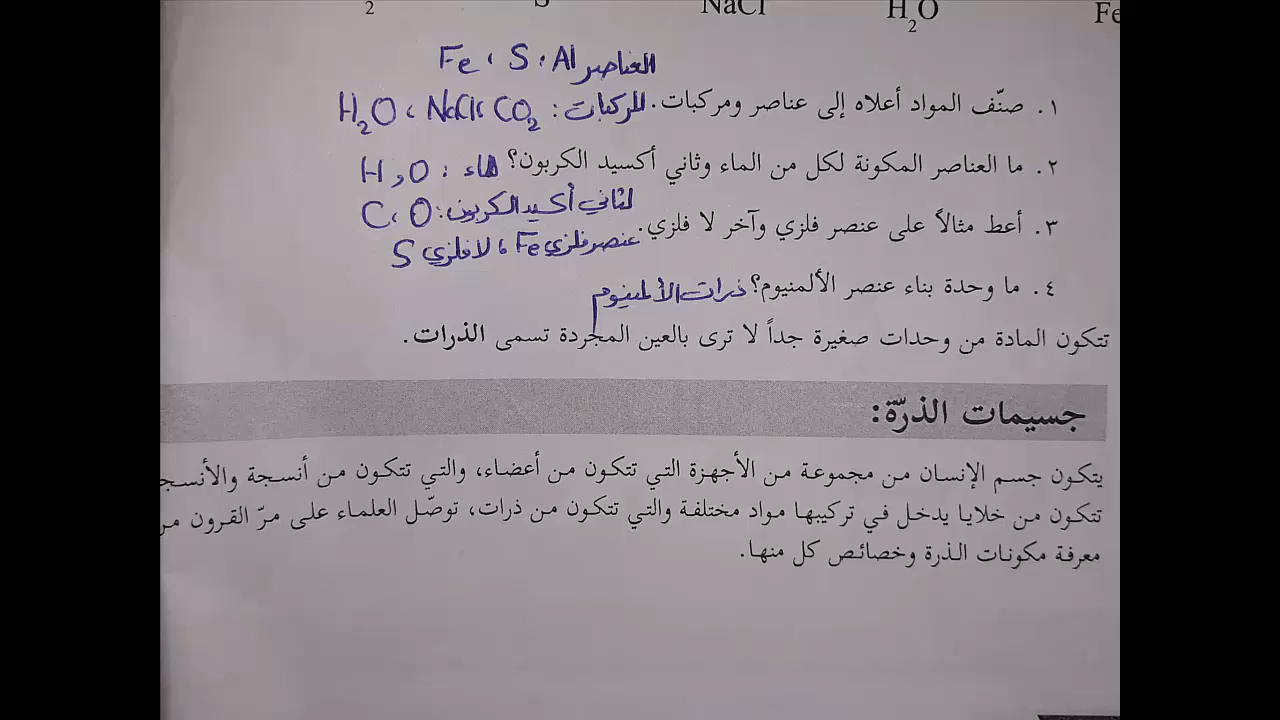 Fe H₂O NaCl S 2
العناصر Fe ، S ، Al
١. صنّف المواد أعلاه إلى عناصر ومركبات. المركبات: H₂O ، NaCl ، CO₂
٢. ما العناصر المكونة لكل من الماء وثاني أكسيد الكربون؟ الماء: H و O
لثاني أكسيد الكربون: C ، O
٣. أعط مثالاً على عنصر فلزي وآخر لا فلزي. عنصر فلزي Fe ، لا فلزي S
٤. ما وحدة بناء عنصر الألمنيوم؟ ذرات الألمنيوم
تتكون المادة من وحدات صغيرة جداً لا ترى بالعين المجردة تسمى الذرات.
جسيمات الذرّة:
يتكون جسم الإنسان من مجموعة من الأجهزة التي تتكون من أعضاء، والتي تتكون من أنسجة والأنسج
تتكون من خلايا يدخل في تركيبها مواد مختلفة والتي تتكون من ذرات، توصّل العلماء على مرّ القرون من
معرفة مكونات الذرة وخصائص كل منها.